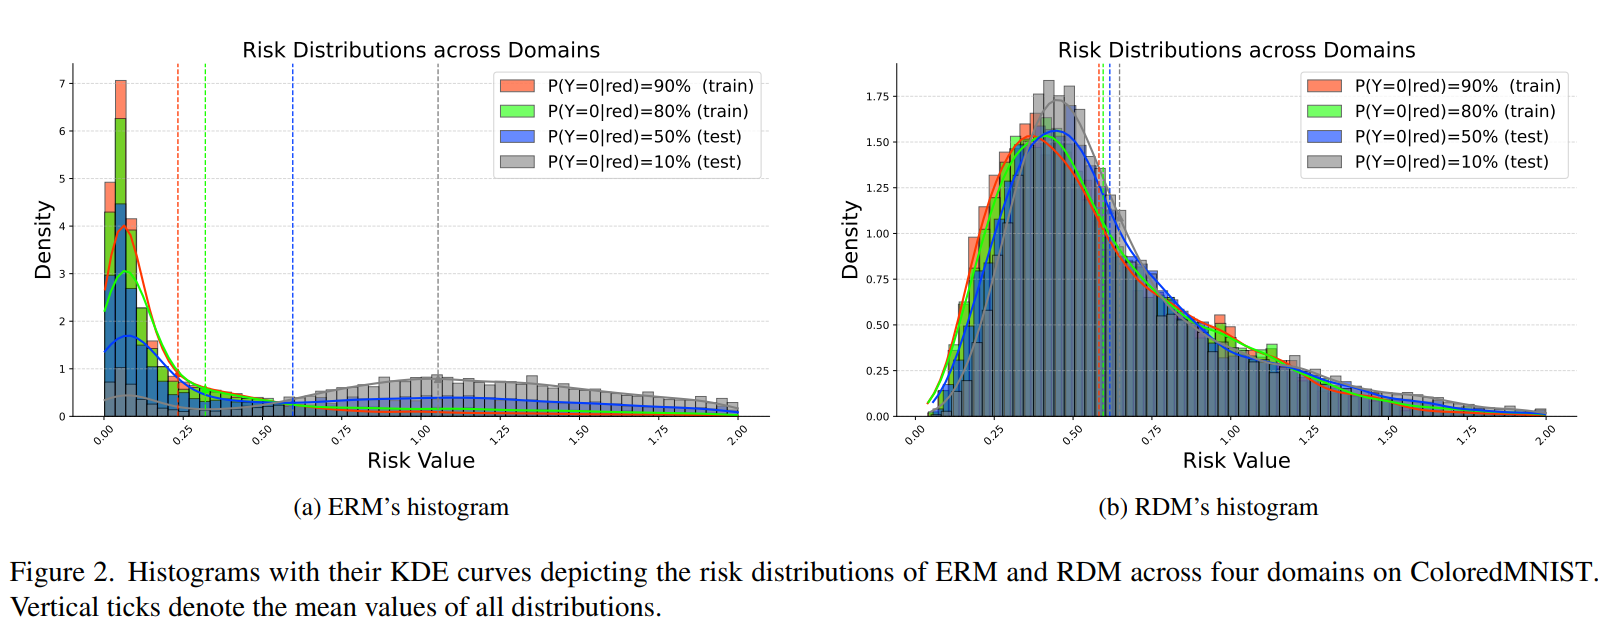 Risk Distributions across Domains
P(Y=0|red)=90% (train)
P(Y=0|red)=80% (train)
P(Y=0|red)=50% (test)
P(Y=0|red)=10% (test)
Density
7
6
5
4
3
2
1
0
0.00
0.25
0.50
0.75
1.00
1.25
1.50
1.75
2.00
Risk Value
(a) ERM's histogram
Risk Distributions across Domains
P(Y=0|red)=90% (train)
P(Y=0|red)=80% (train)
P(Y=0|red)=50% (test)
P(Y=0|red)=10% (test)
Density
1.75
1.50
1.25
1.00
0.75
0.50
0.25
0.00
0.00
0.25
0.50
0.75
1.00
1.25
1.50
1.75
2.00
Risk Value
(b) RDM's histogram
Figure 2. Histograms with their KDE curves depicting the risk distributions of ERM and RDM across four domains on ColoredMNIST.
Vertical ticks denote the mean values of all distributions.